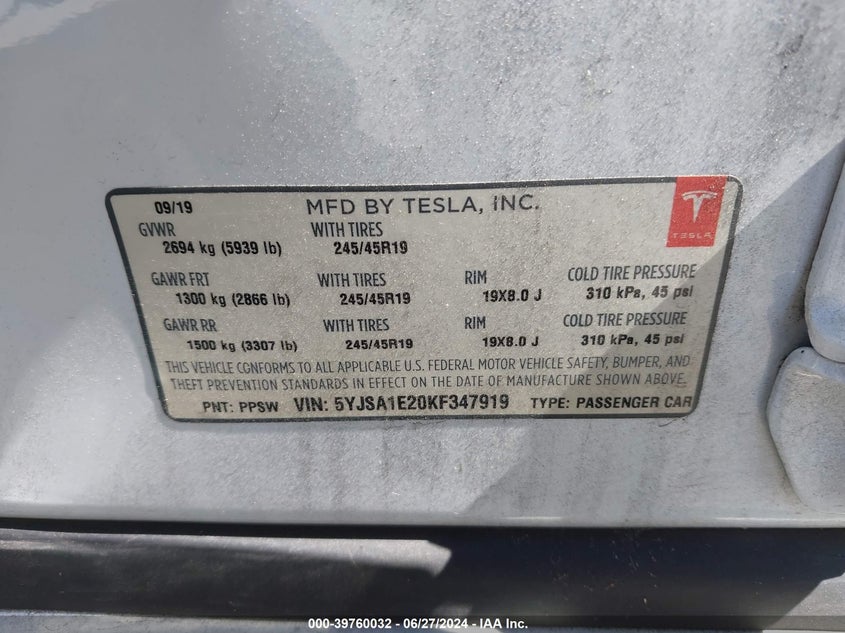 09/19 MFD BY TESLA, INC.
TESLA
GVWR WITH TIRES
2694 kg (5939 lb) 245/45R19
GAWR FRT WITH TIRES RIM COLD TIRE PRESSURE
1300 kg (2866 lb) 245/45R19 19X8.0 J 310 kPa, 45 psi
GAWR RR WITH TIRES RIM COLD TIRE PRESSURE
1500 kg (3307 lb) 245/45R19 19X8.0 J 310 kPa, 45 psi
THIS VEHICLE CONFORMS TO ALL APPLICABLE U.S. FEDERAL MOTOR VEHICLE SAFETY, BUMPER, AND
THEFT PREVENTION STANDARDS IN EFFECT ON THE DATE OF MANUFACTURE SHOWN ABOVE.
PNT: PPSW VIN: 5YJSA1E20KF347919 TYPE: PASSENGER CAR
000-39760032 - 06/27/2024 - IAA Inc.